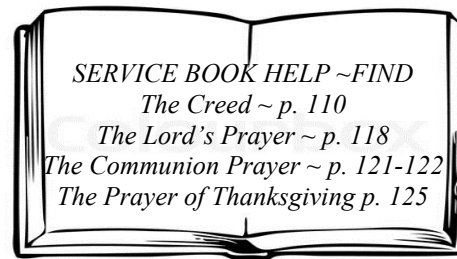 SERVICE BOOK HELP ~FIND
The Creed ~ p. 110
The Lord's Prayer ~ p. 118
The Communion Prayer ~ p. 121-122
The Prayer of Thanksgiving p. 125